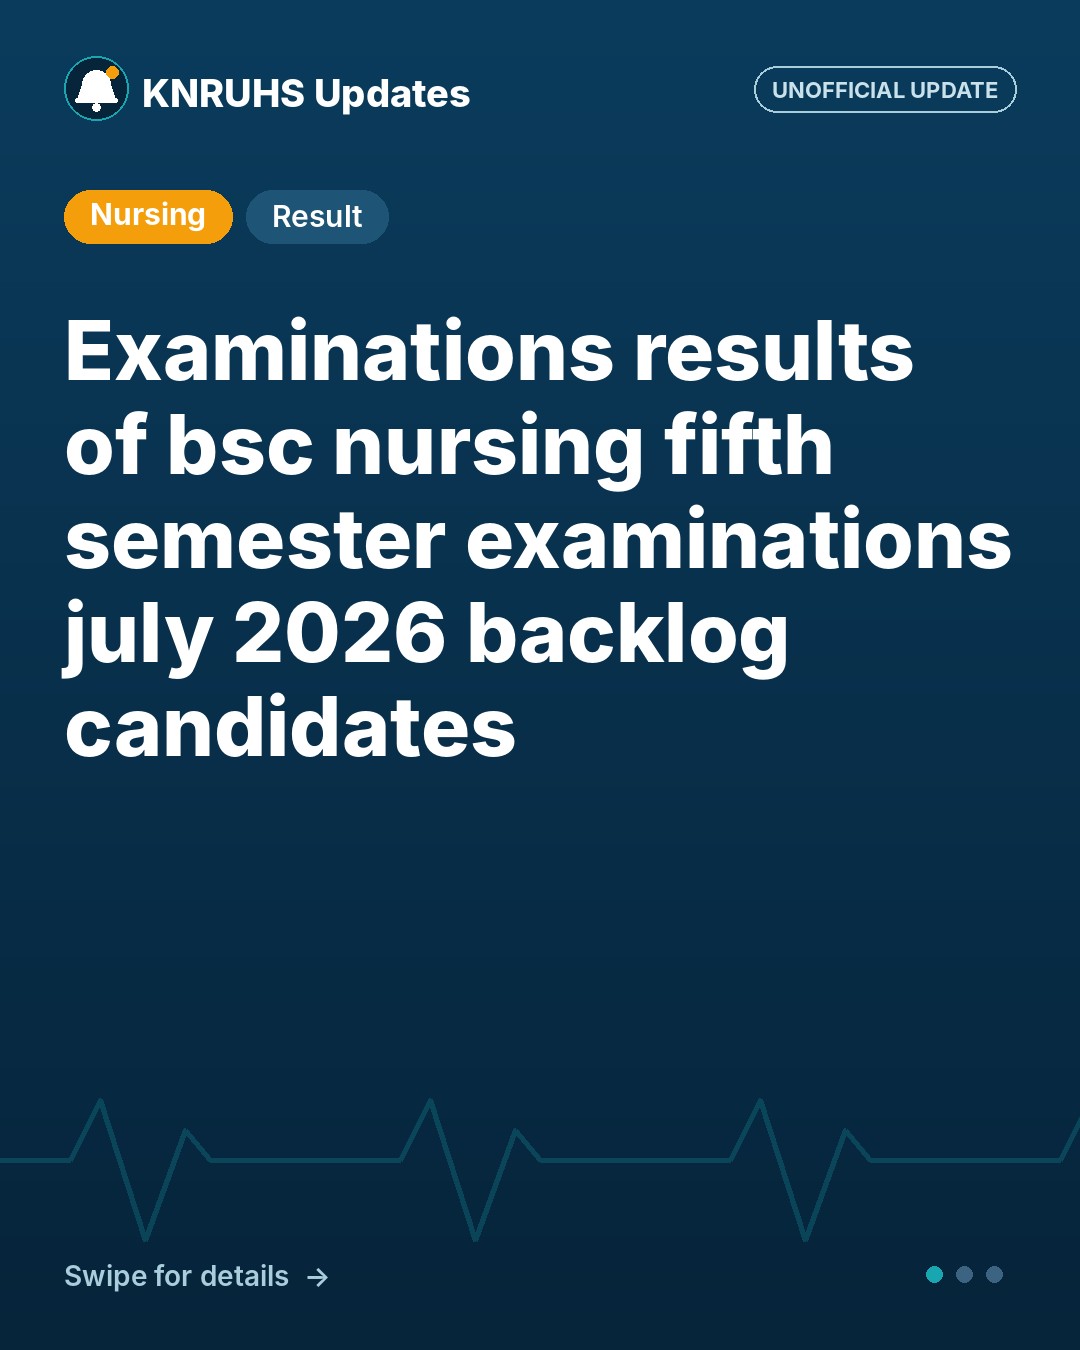 KNRUHS Updates
UNOFFICIAL UPDATE
Nursing
Result
Examinations results
of bsc nursing fifth
semester examinations
july 2026 backlog
candidates
Swipe for details →